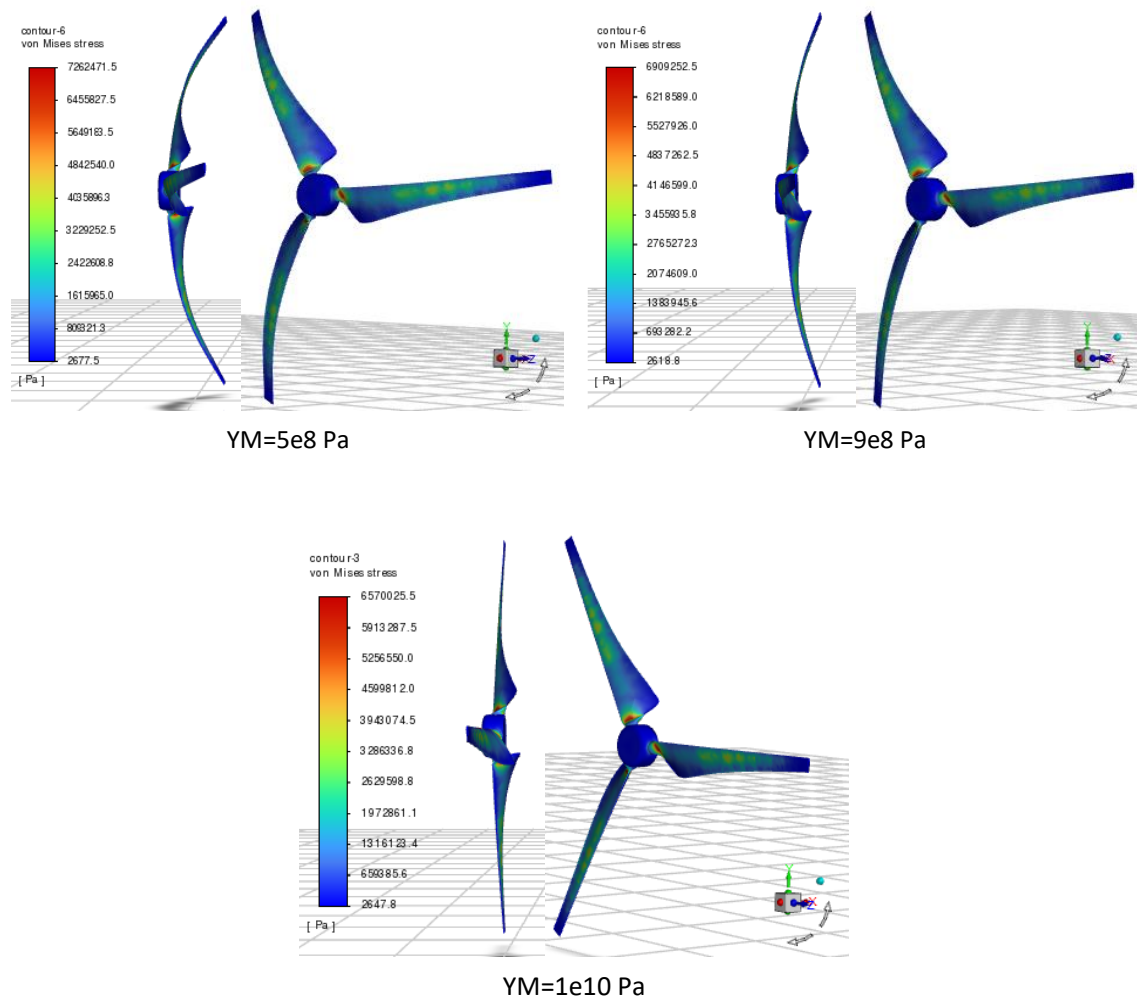 contour-6
von Mises stress
7262471.5
6455827.5
5649183.5
4842540.0
4035896.3
3229252.5
2422608.8
1615965.0
809321.3
2677.5
[ Pa ]
Y
Z
YM=5e8 Pa
contour-6
von Mises stress
6909252.5
6218589.0
5527926.0
4837262.5
4146599.0
3455935.8
2765272.3
2074609.0
1383945.6
693282.2
2618.8
[ Pa ]
Y
Z
X
YM=9e8 Pa
contour-3
von Mises stress
6570025.5
5913287.5
5256550.0
4599812.0
3943074.5
3286336.8
2629598.8
1972861.1
1316123.4
659385.6
2647.8
[ Pa ]
Y
X
Z
YM=1e10 Pa